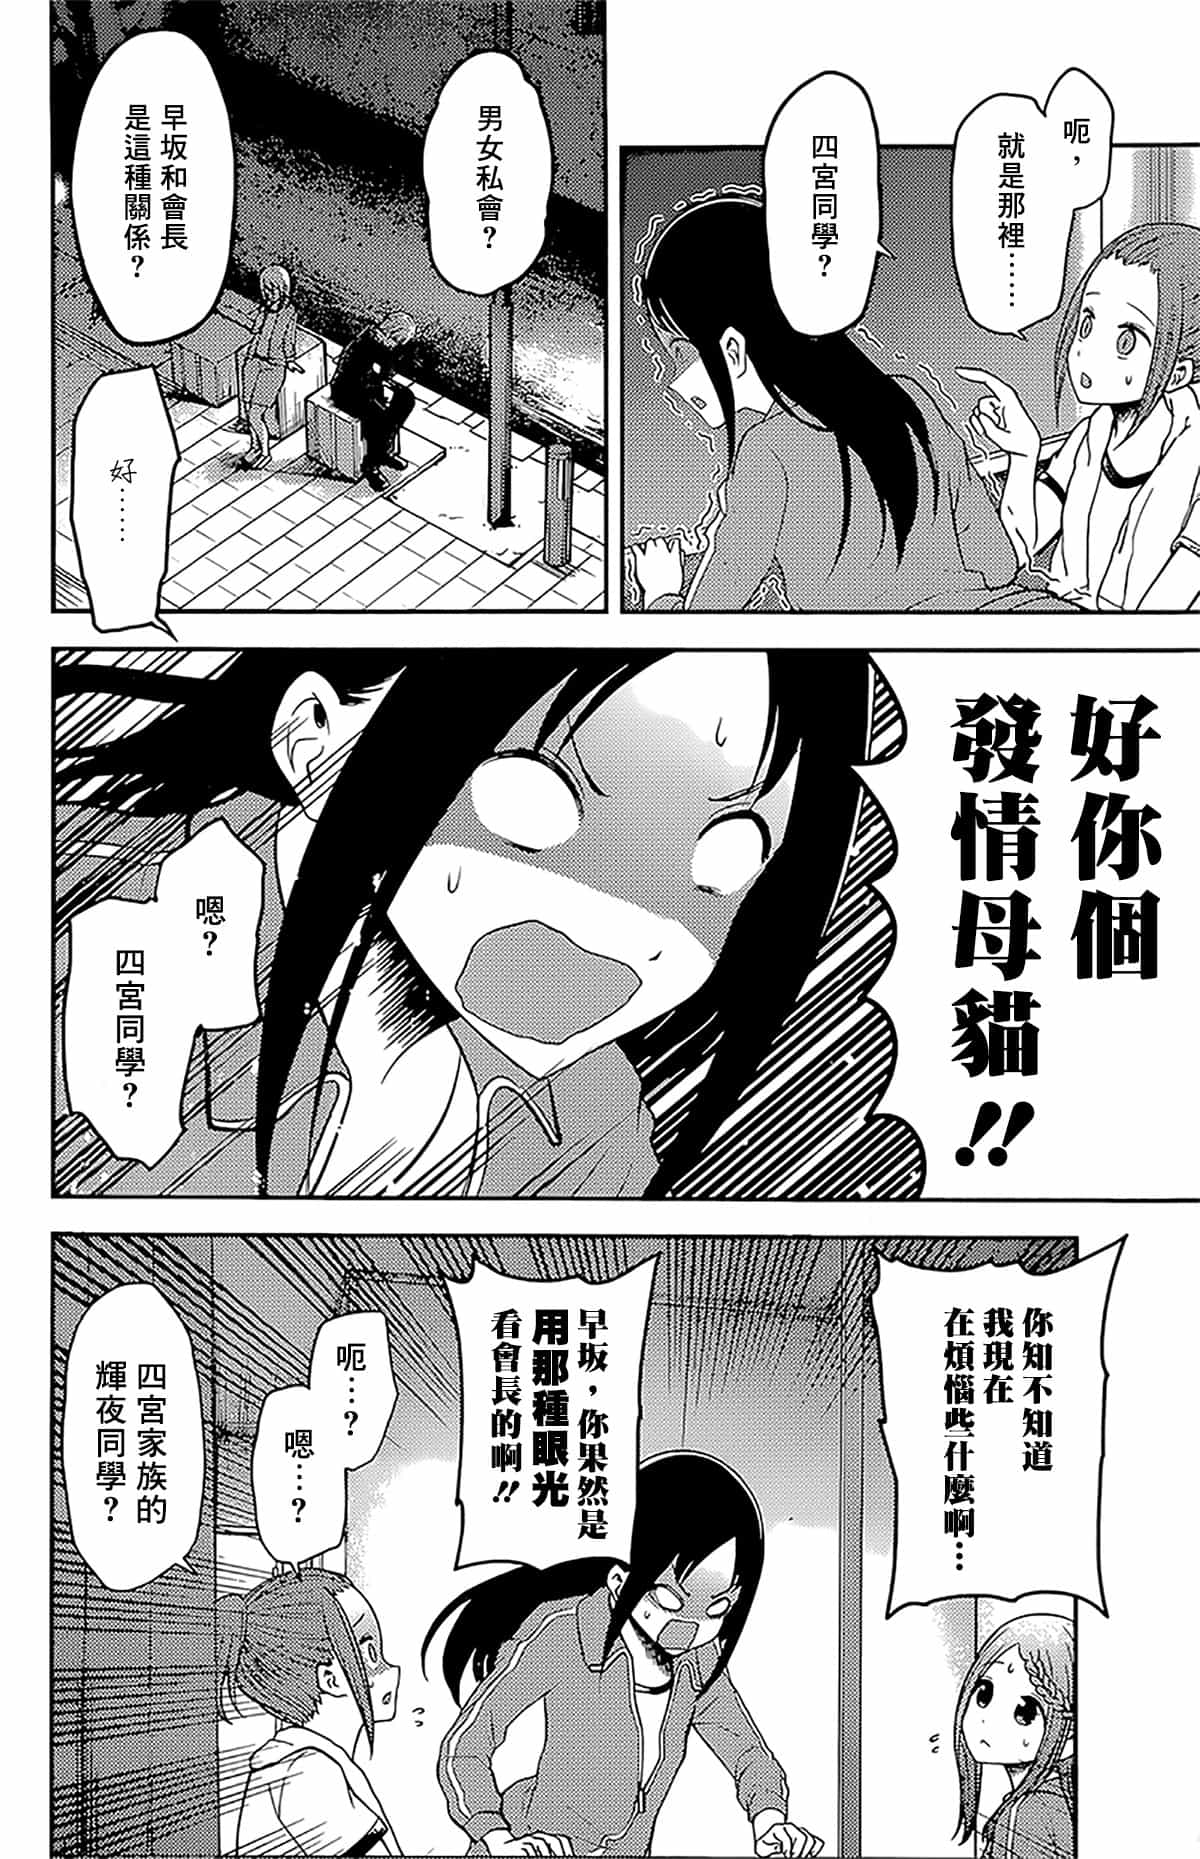 呃，
就是那裡……
四宮同學？
男女私會？
早坂和會長
是這種關係？
好……
好你個
發情母貓!!
嗯？
四宮同學？
你知不知道
我現在
在煩惱些什麼啊…
早坂，你果然是
用那種眼光
看會長的啊!!
呃…？
嗯…？
四宮家族的
輝夜同學？